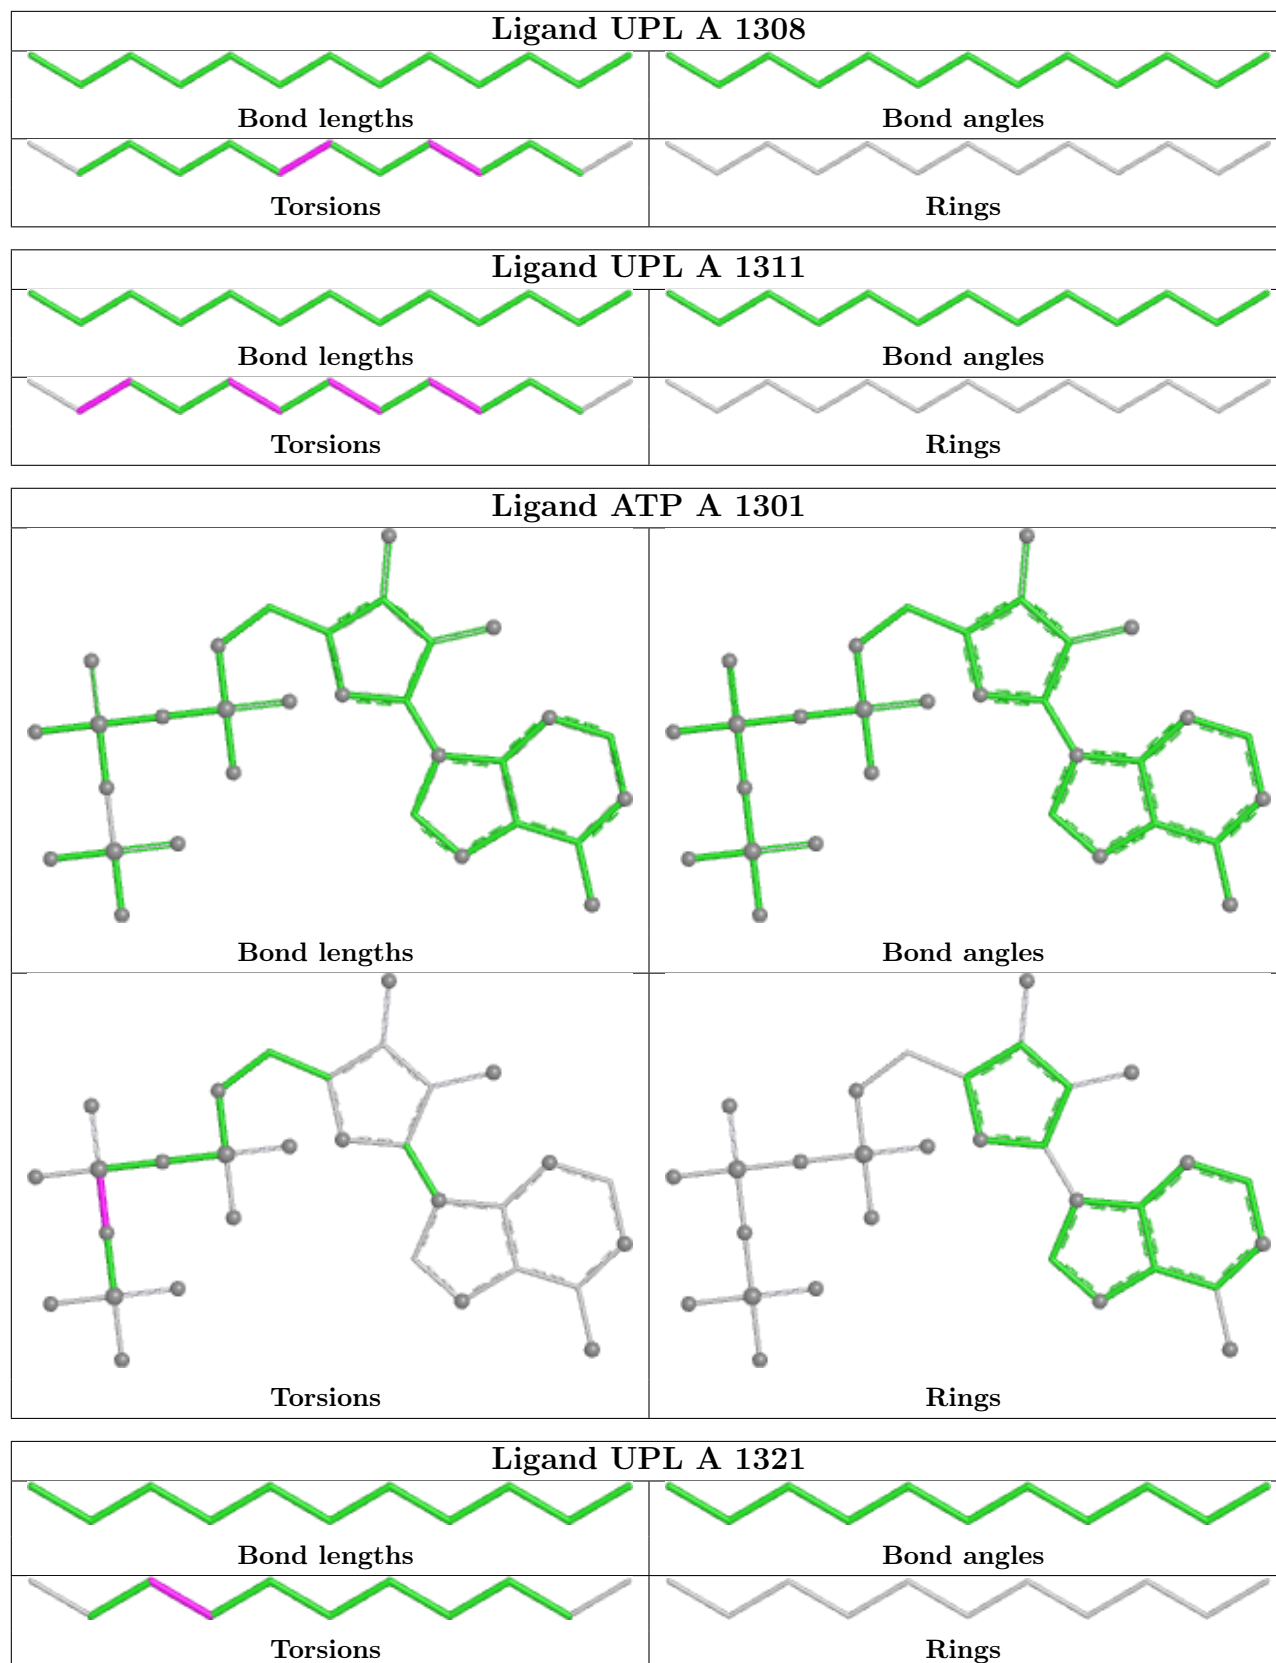 Ligand UPL A 1308
Bond lengths
Bond angles
Torsions
Rings
Ligand UPL A 1311
Bond lengths
Bond angles
Torsions
Rings
Ligand ATP A 1301
Bond lengths
Bond angles
Torsions
Rings
Ligand UPL A 1321
Bond lengths
Bond angles
Torsions
Rings